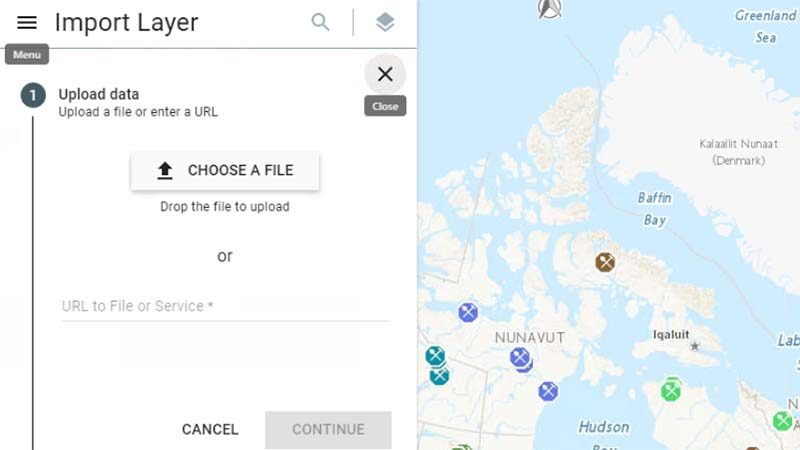 Import Layer
Menu
Close
1
Upload data
Upload a file or enter a URL
CHOOSE A FILE
Drop the file to upload
or
URL to File or Service *
CANCEL
CONTINUE
Greenland
Sea
Kalaallit Nunaat
(Denmark)
Baffin
Bay
NUNAVUT
Iqaluit
Lab
Hudson
Bay
N
A